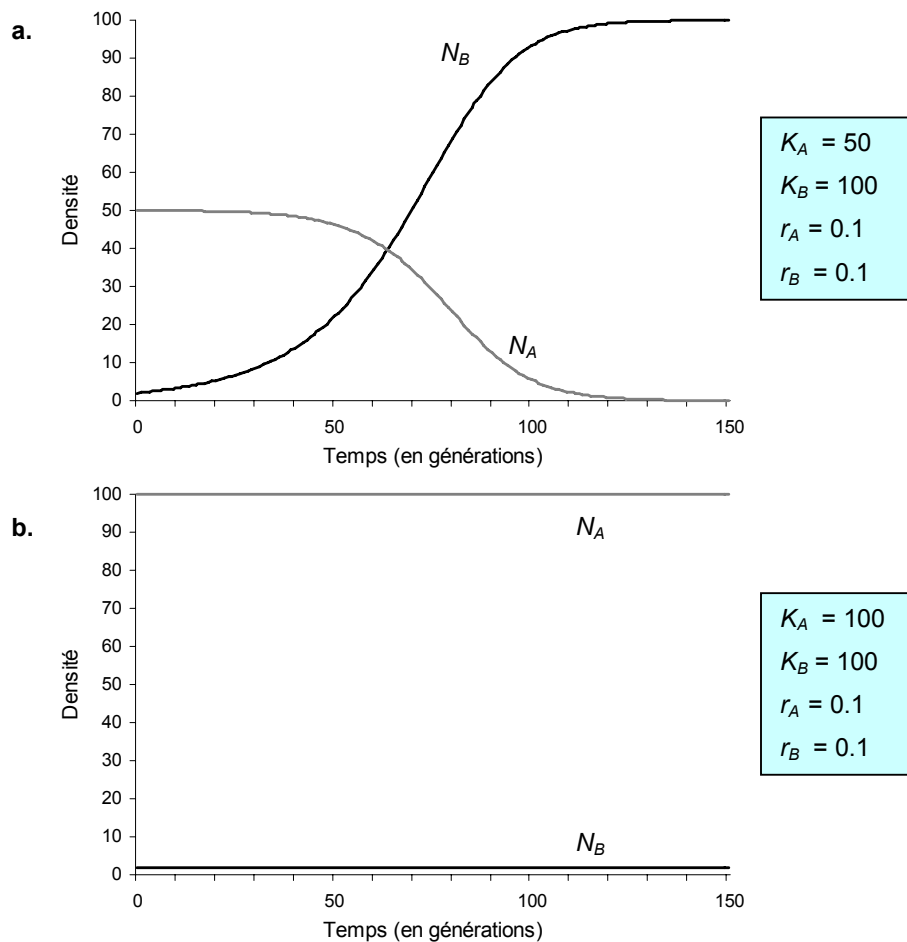 a.
100
90
80
70
60
50
40
30
20
10
0
Densité
N_B
N_A
0 50 100 150
Temps (en générations)
K_A = 50
K_B = 100
r_A = 0.1
r_B = 0.1
b.
100
90
80
70
60
50
40
30
20
10
0
Densité
N_A
N_B
0 50 100 150
Temps (en générations)
K_A = 100
K_B = 100
r_A = 0.1
r_B = 0.1